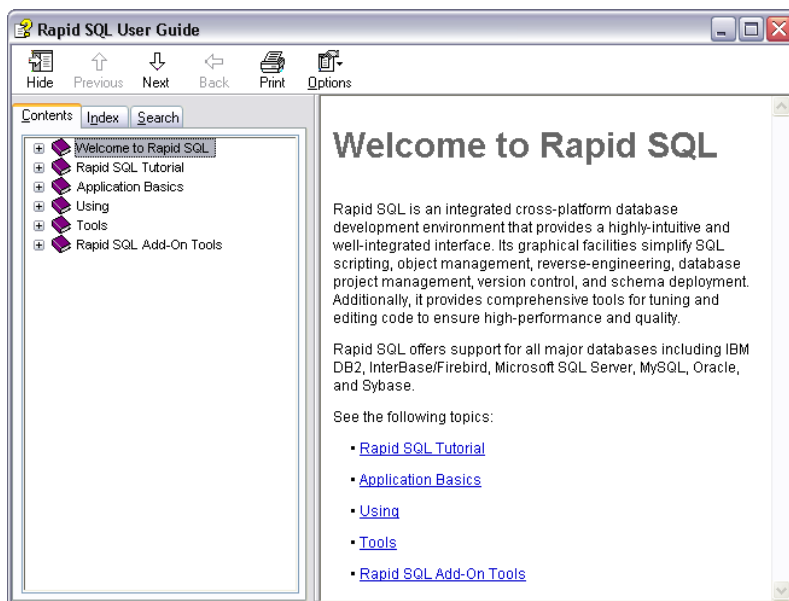 Rapid SQL User Guide
Hide Previous Next Back Print Options
Contents Index Search
Welcome to Rapid SQL
Rapid SQL Tutorial
Application Basics
Using
Tools
Rapid SQL Add-On Tools
Welcome to Rapid SQL
Rapid SQL is an integrated cross-platform database
development environment that provides a highly-intuitive and
well-integrated interface. Its graphical facilities simplify SQL
scripting, object management, reverse-engineering, database
project management, version control, and schema deployment.
Additionally, it provides comprehensive tools for tuning and
editing code to ensure high-performance and quality.
Rapid SQL offers support for all major databases including IBM
DB2, InterBase/Firebird, Microsoft SQL Server, MySQL, Oracle,
and Sybase.
See the following topics:
• Rapid SQL Tutorial
• Application Basics
• Using
• Tools
• Rapid SQL Add-On Tools